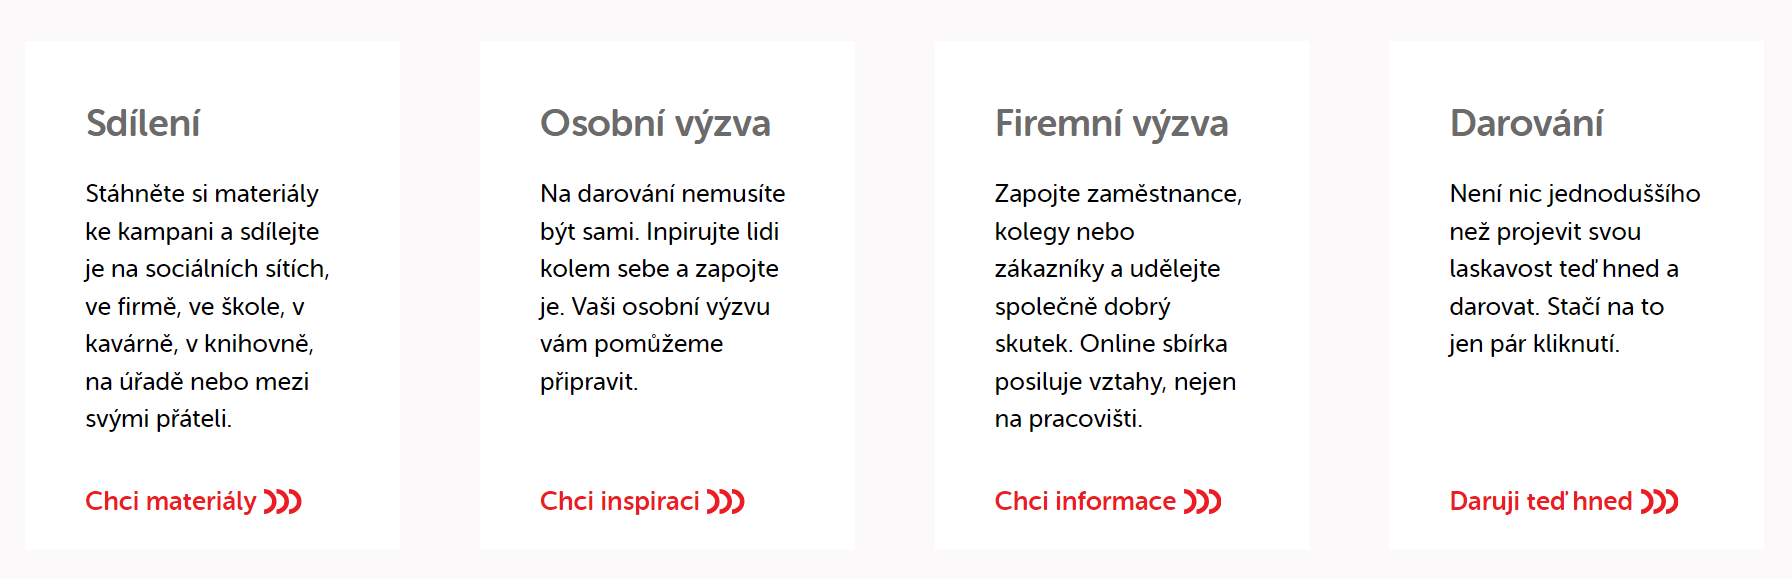 Sdílení
Stáhněte si materiály
ke kampani a sdílejte
je na sociálních sítích,
ve firmě, ve škole, v
kavárně, v knihovně,
na úřadě nebo mezi
svými přáteli.
Chci materiály
Osobní výzva
Na darování nemusíte
být sami. Inpirujte lidi
kolem sebe a zapojte
je. Vaši osobní výzvu
vám pomůžeme
připravit.
Chci inspiraci
Firemní výzva
Zapojte zaměstnance,
kolegy nebo
zákazníky a udělejte
společně dobrý
skutek. Online sbírka
posiluje vztahy, nejen
na pracovišti.
Chci informace
Darování
Není nic jednoduššího
než projevit svou
laskavost teď hned a
darovat. Stačí na to
jen pár kliknutí.
Daruji teď hned